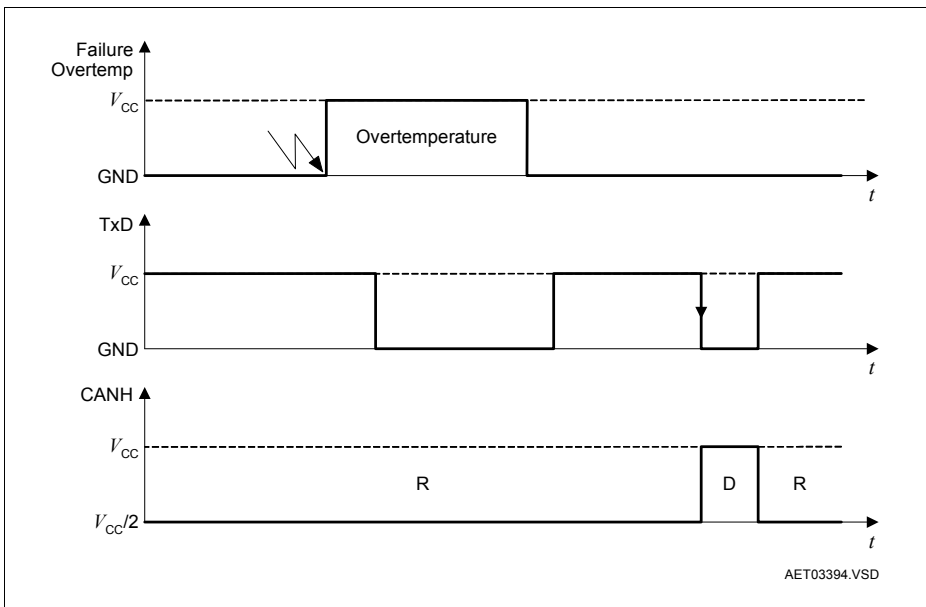 Failure
Overtemp
VCC
Overtemperature
GND
t
TxD
VCC
GND
t
CANH
VCC
R D R
VCC/2
t
AET03394.VSD